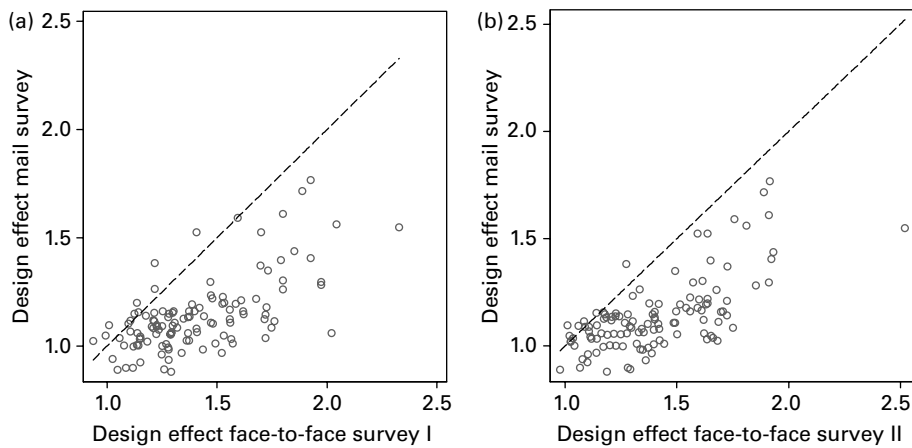 (a)
2.5
2.0
1.5
1.0
Design effect mail survey
1.0 1.5 2.0 2.5
Design effect face-to-face survey I
(b)
2.5
2.0
1.5
1.0
Design effect mail survey
1.0 1.5 2.0 2.5
Design effect face-to-face survey II